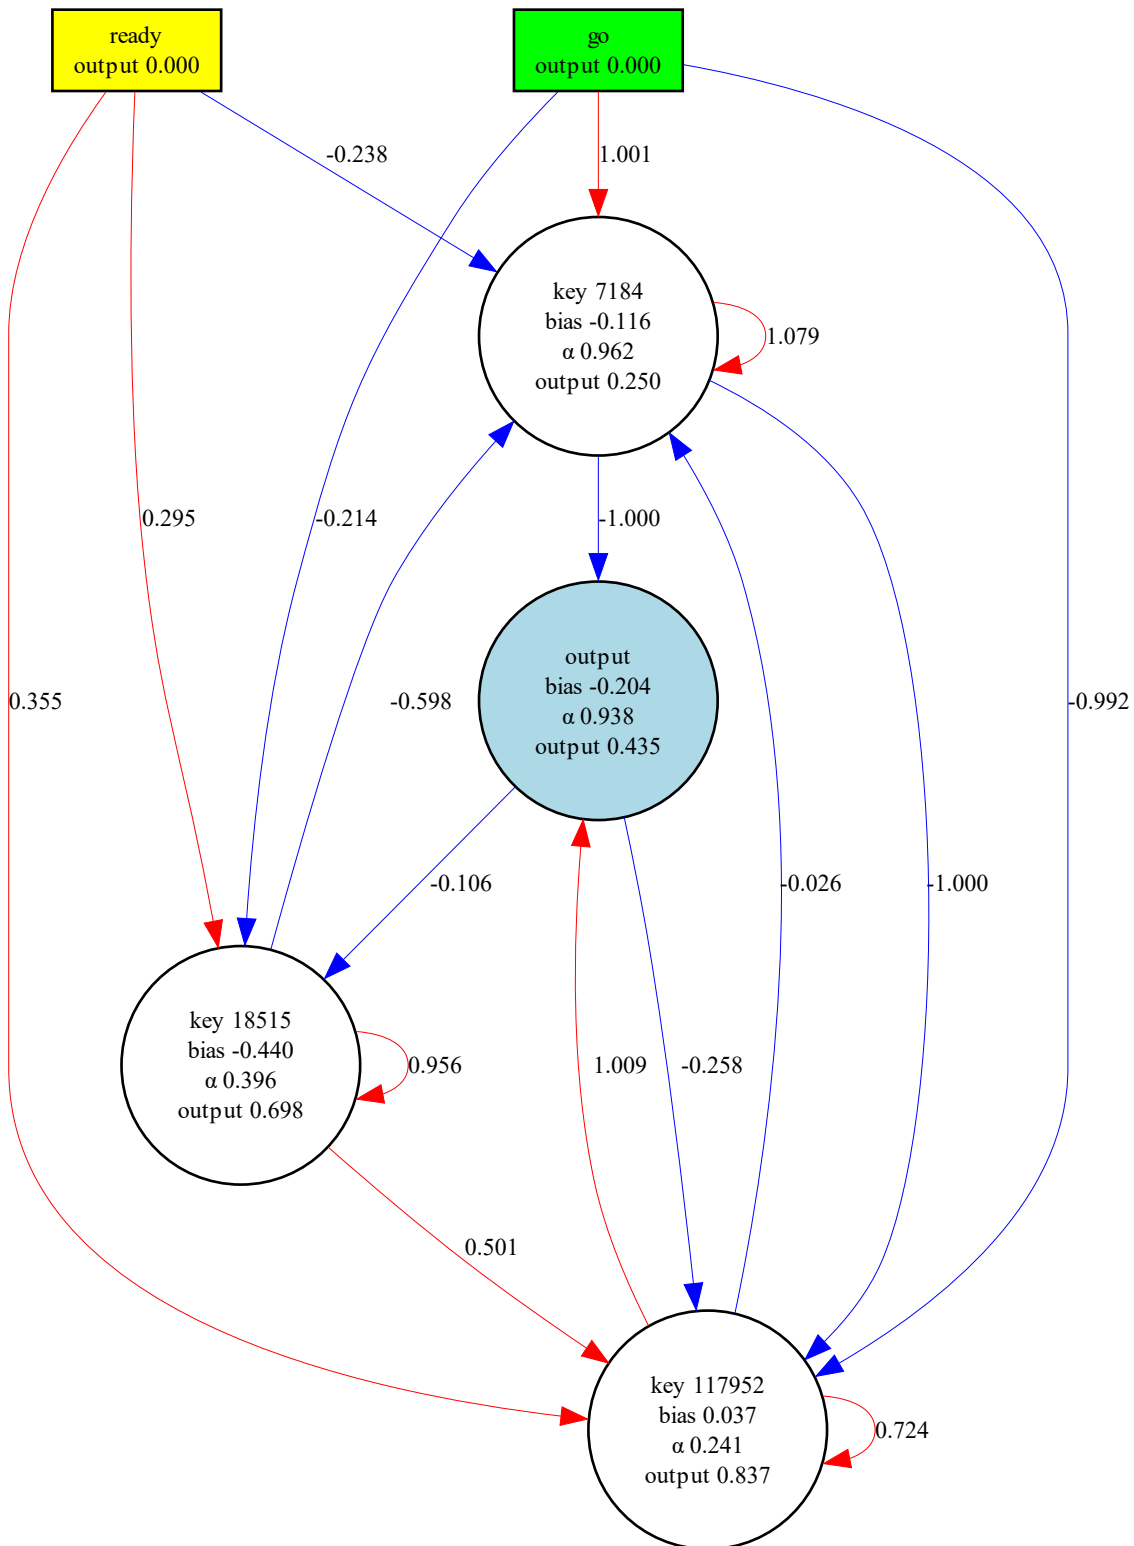 ready
output 0.000
go
output 0.000
-0.238
1.001
key 7184
bias -0.116
α 0.962
output 0.250
1.079
0.295
-0.214
-1.000
output
bias -0.204
α 0.938
output 0.435
0.355
-0.598
-0.992
-0.106
-0.026
-1.000
key 18515
bias -0.440
α 0.396
output 0.698
0.956
1.009
-0.258
0.501
key 117952
bias 0.037
α 0.241
output 0.837
0.724